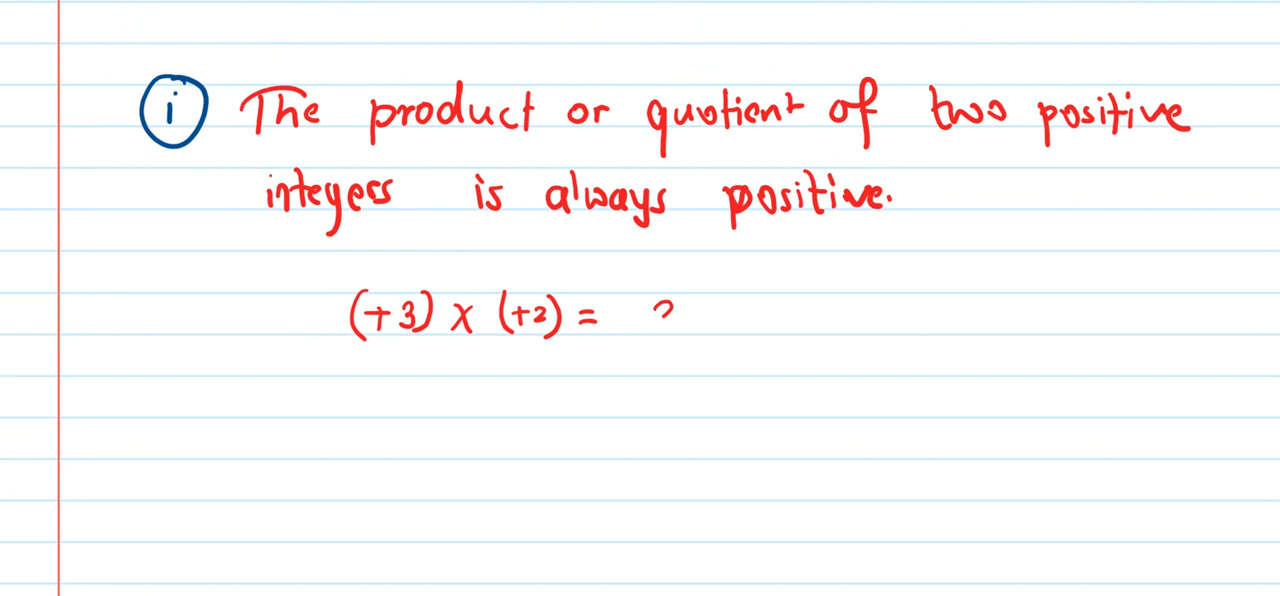 i The product or quotient of two positive
integers is always positive.
(+3) x (+2) =